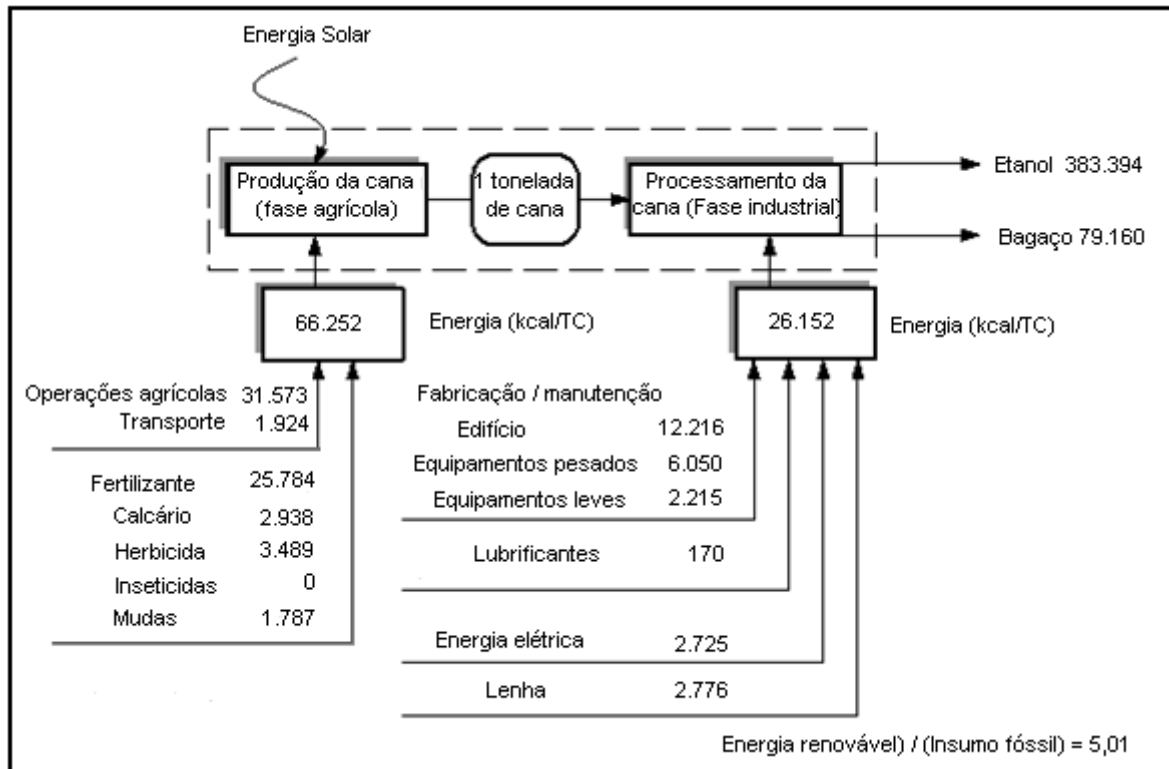 Energia Solar
Produção da cana
(fase agrícola)
1 tonelada
de cana
Processamento da
cana (Fase industrial)
Etanol 383.394
Bagaço 79.160
66.252
Energia (kcal/TC)
26.152
Energia (kcal/TC)
Operações agrícolas 31.573
Transporte 1.924
Fertilizante 25.784
Calcário 2.938
Herbicida 3.489
Inseticidas 0
Mudas 1.787
Fabricação / manutenção
Edifício 12.216
Equipamentos pesados 6.050
Equipamentos leves 2.215
Lubrificantes 170
Energia elétrica 2.725
Lenha 2.776
Energia renovável) / (Insumo fóssil) = 5,01